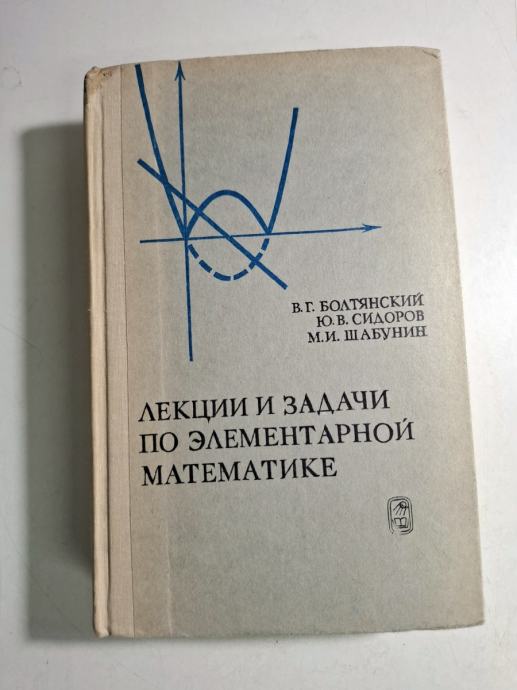 В.Г. БОЛТЯНСКИЙ
Ю.В. СИДОРОВ
М.И. ШАБУНИН
ЛЕКЦИИ И ЗАДАЧИ
ПО ЭЛЕМЕНТАРНОЙ
МАТЕМАТИКЕ